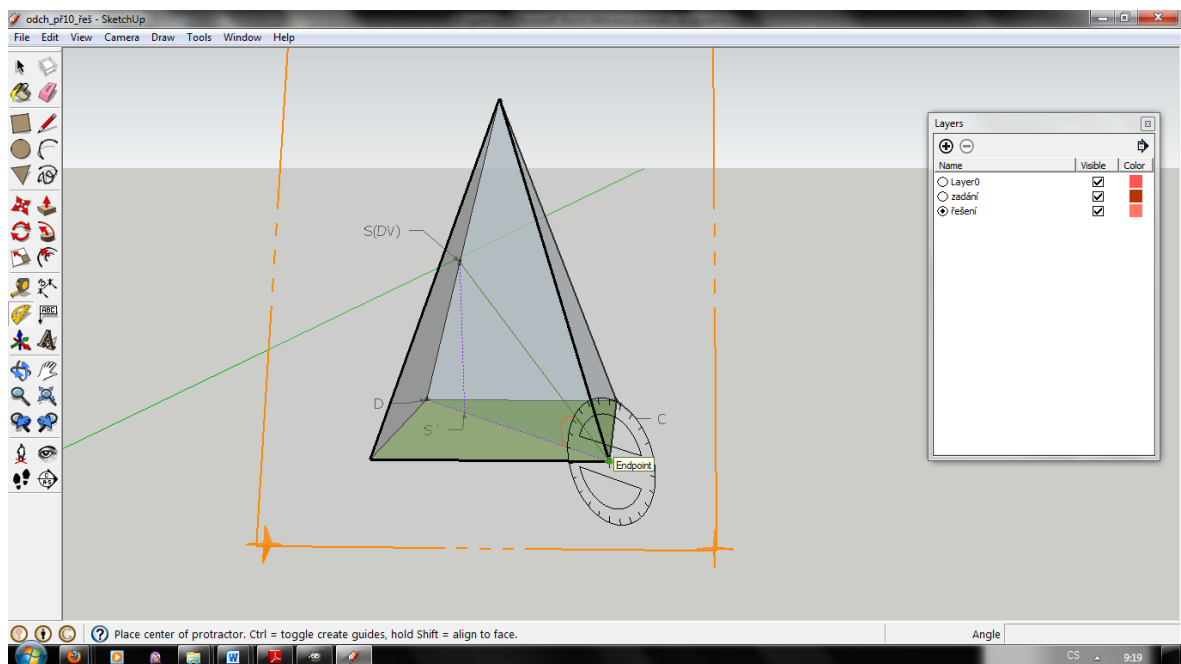 odch_př10_řeš - SketchUp
File Edit View Camera Draw Tools Window Help
Layers
Name Visible Color
Layer0
zadání
řešení
S(DV)
D
S'
C
Endpoint
ABC
Place center of protractor. Ctrl = toggle create guides, hold Shift = align to face.
Angle
CS
9:19